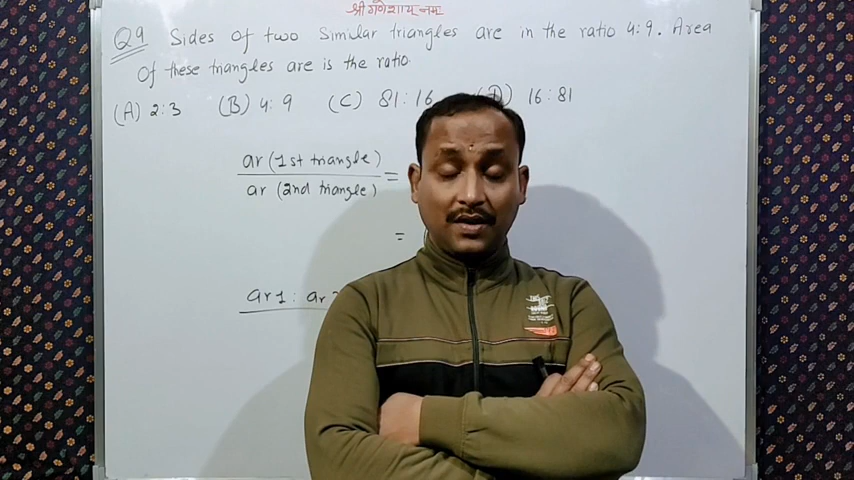 श्री गणेशाय नमः
Q9 Sides of two Similar triangles are in the ratio 4:9. Area
Of these triangles are is the ratio.
(A) 2:3 (B) 4:9 (C) 81:16 (D) 16:81
ar (1st triangle)
ar (2nd triangle) =
=
ar1 : ar